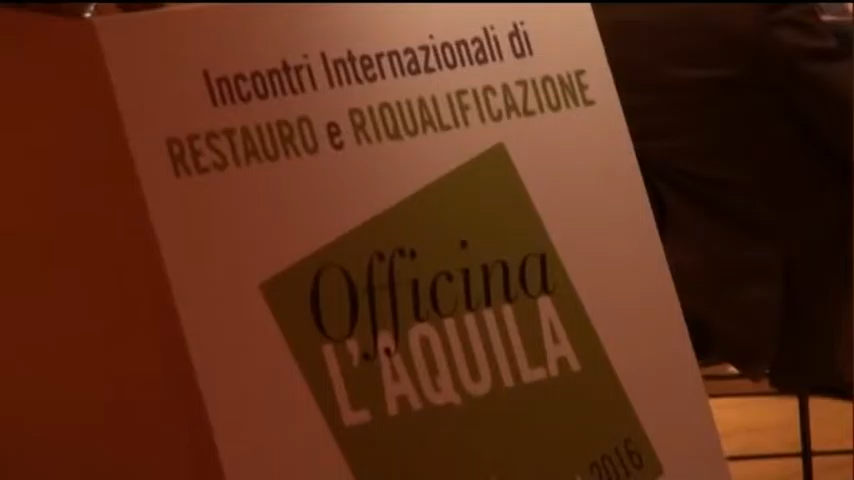 Incontri Internazionali di
RESTAURO e RIQUALIFICAZIONE
Officina
L'AQUILA
2016